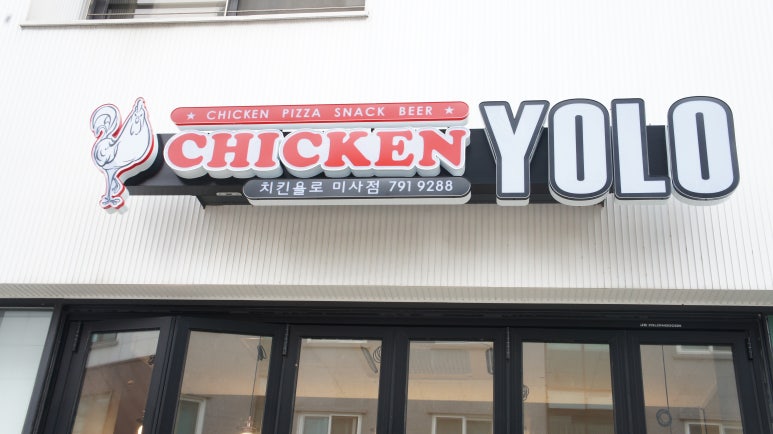 ★ CHICKEN PIZZA SNACK BEER ★
CHICKEN YOLO
치킨욜로 미사점 791 9288